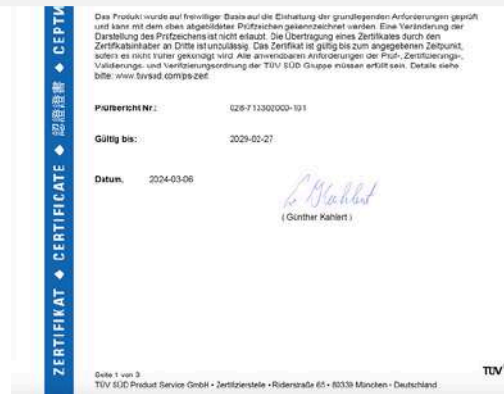 ZERTIFIKAT ◆ CERTIFICATE ◆ 認證證書 ◆ СЕРТИ
Das Produkt wurde auf freiwilliger Basis auf die Einhaltung der grundlegenden Anforderungen geprüft
und kann mit dem oben abgebildeten Prüfzeichen gekennzeichnet werden. Eine Veränderung der
Darstellung des Prüfzeichens ist nicht erlaubt. Die Übertragung eines Zertifikates durch den
Zertifikatsinhaber an Dritte ist unzulässig. Das Zertifikat ist gültig bis zum angegebenen Zeitpunkt,
sofern es nicht früher gekündigt wird. Alle anwendbaren Anforderungen der Prüf-, Zertifizierungs-,
Validierungs- und Verifizierungsordnung der TÜV SÜD Gruppe müssen erfüllt sein. Details siehe
bitte: www.tuvsud.com/ps-zert
Prüfbericht Nr.: 028-713302000-101
Gültig bis: 2029-02-27
Datum, 2024-03-06
( Günther Kahlert )
Seite 1 von 3
TÜV SÜD Product Service GmbH • Zertifizierstelle • Ridlerstraße 65 • 80339 München • Deutschland
TÜV